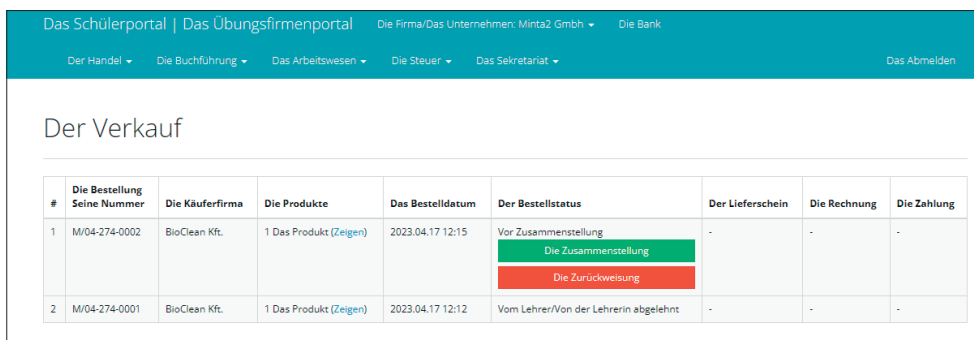 Das Schülerportal | Das Übungsfirmenportal Die Firma/Das Unternehmen: Minta2 Gmbh Die Bank
Der Handel Die Buchführung Das Arbeitswesen Die Steuer Das Sekretariat Das Abmelden
Der Verkauf
# Die Bestellung Seine Nummer Die Käuferfirma Die Produkte Das Bestelldatum Der Bestellstatus Der Lieferschein Die Rechnung Die Zahlung
1 M/04-274-0002 BioClean Kft. 1 Das Produkt (Zeigen) 2023.04.17 12:15 Vor Zusammenstellung - - -
Die Zusammenstellung
Die Zurückweisung
2 M/04-274-0001 BioClean Kft. 1 Das Produkt (Zeigen) 2023.04.17 12:12 Vom Lehrer/Von der Lehrerin abgelehnt - - -